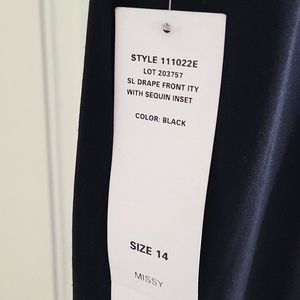 STYLE 111022E
LOT 203757
SL DRAPE FRONT ITY
WITH SEQUIN INSET
COLOR: BLACK
SIZE 14
MISSY